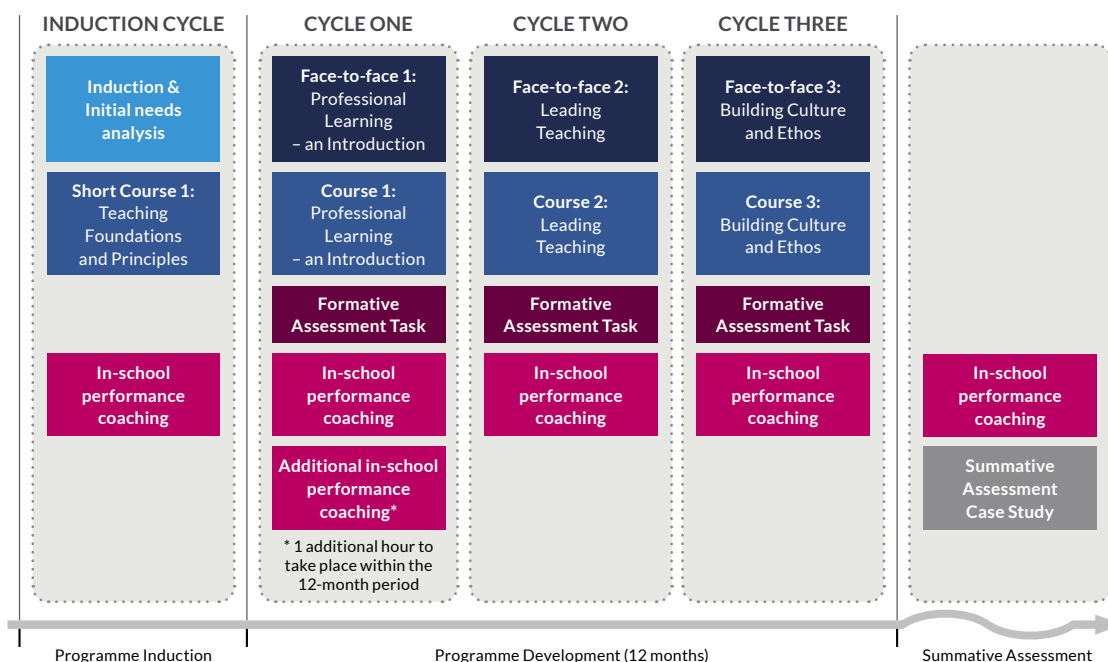 INDUCTION CYCLE
Induction &
Initial needs
analysis
Short Course 1:
Teaching
Foundations
and Principles
In-school
performance
coaching
CYCLE ONE
Face-to-face 1:
Professional
Learning
– an Introduction
Course 1:
Professional
Learning
– an Introduction
Formative
Assessment Task
In-school
performance
coaching
Additional in-school
performance
coaching*
* 1 additional hour to
take place within the
12-month period
CYCLE TWO
Face-to-face 2:
Leading
Teaching
Course 2:
Leading
Teaching
Formative
Assessment Task
In-school
performance
coaching
CYCLE THREE
Face-to-face 3:
Building Culture
and Ethos
Course 3:
Building Culture
and Ethos
Formative
Assessment Task
In-school
performance
coaching
In-school
performance
coaching
Summative
Assessment
Case Study
Programme Induction
Programme Development (12 months)
Summative Assessment